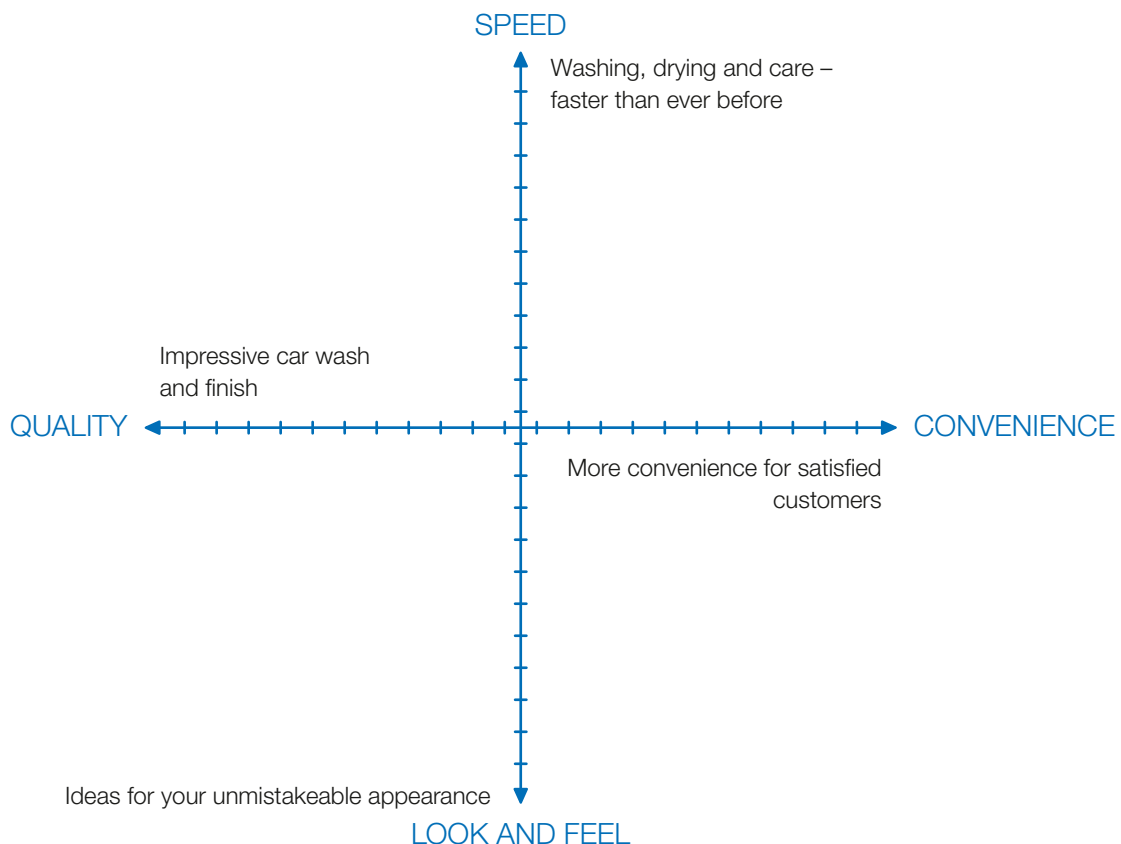 SPEED
Washing, drying and care –
faster than ever before
Impressive car wash
and finish
QUALITY
CONVENIENCE
More convenience for satisfied
customers
Ideas for your unmistakeable appearance
LOOK AND FEEL